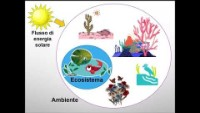 Flusso di
energia
solare
Ecosistema
Ambiente